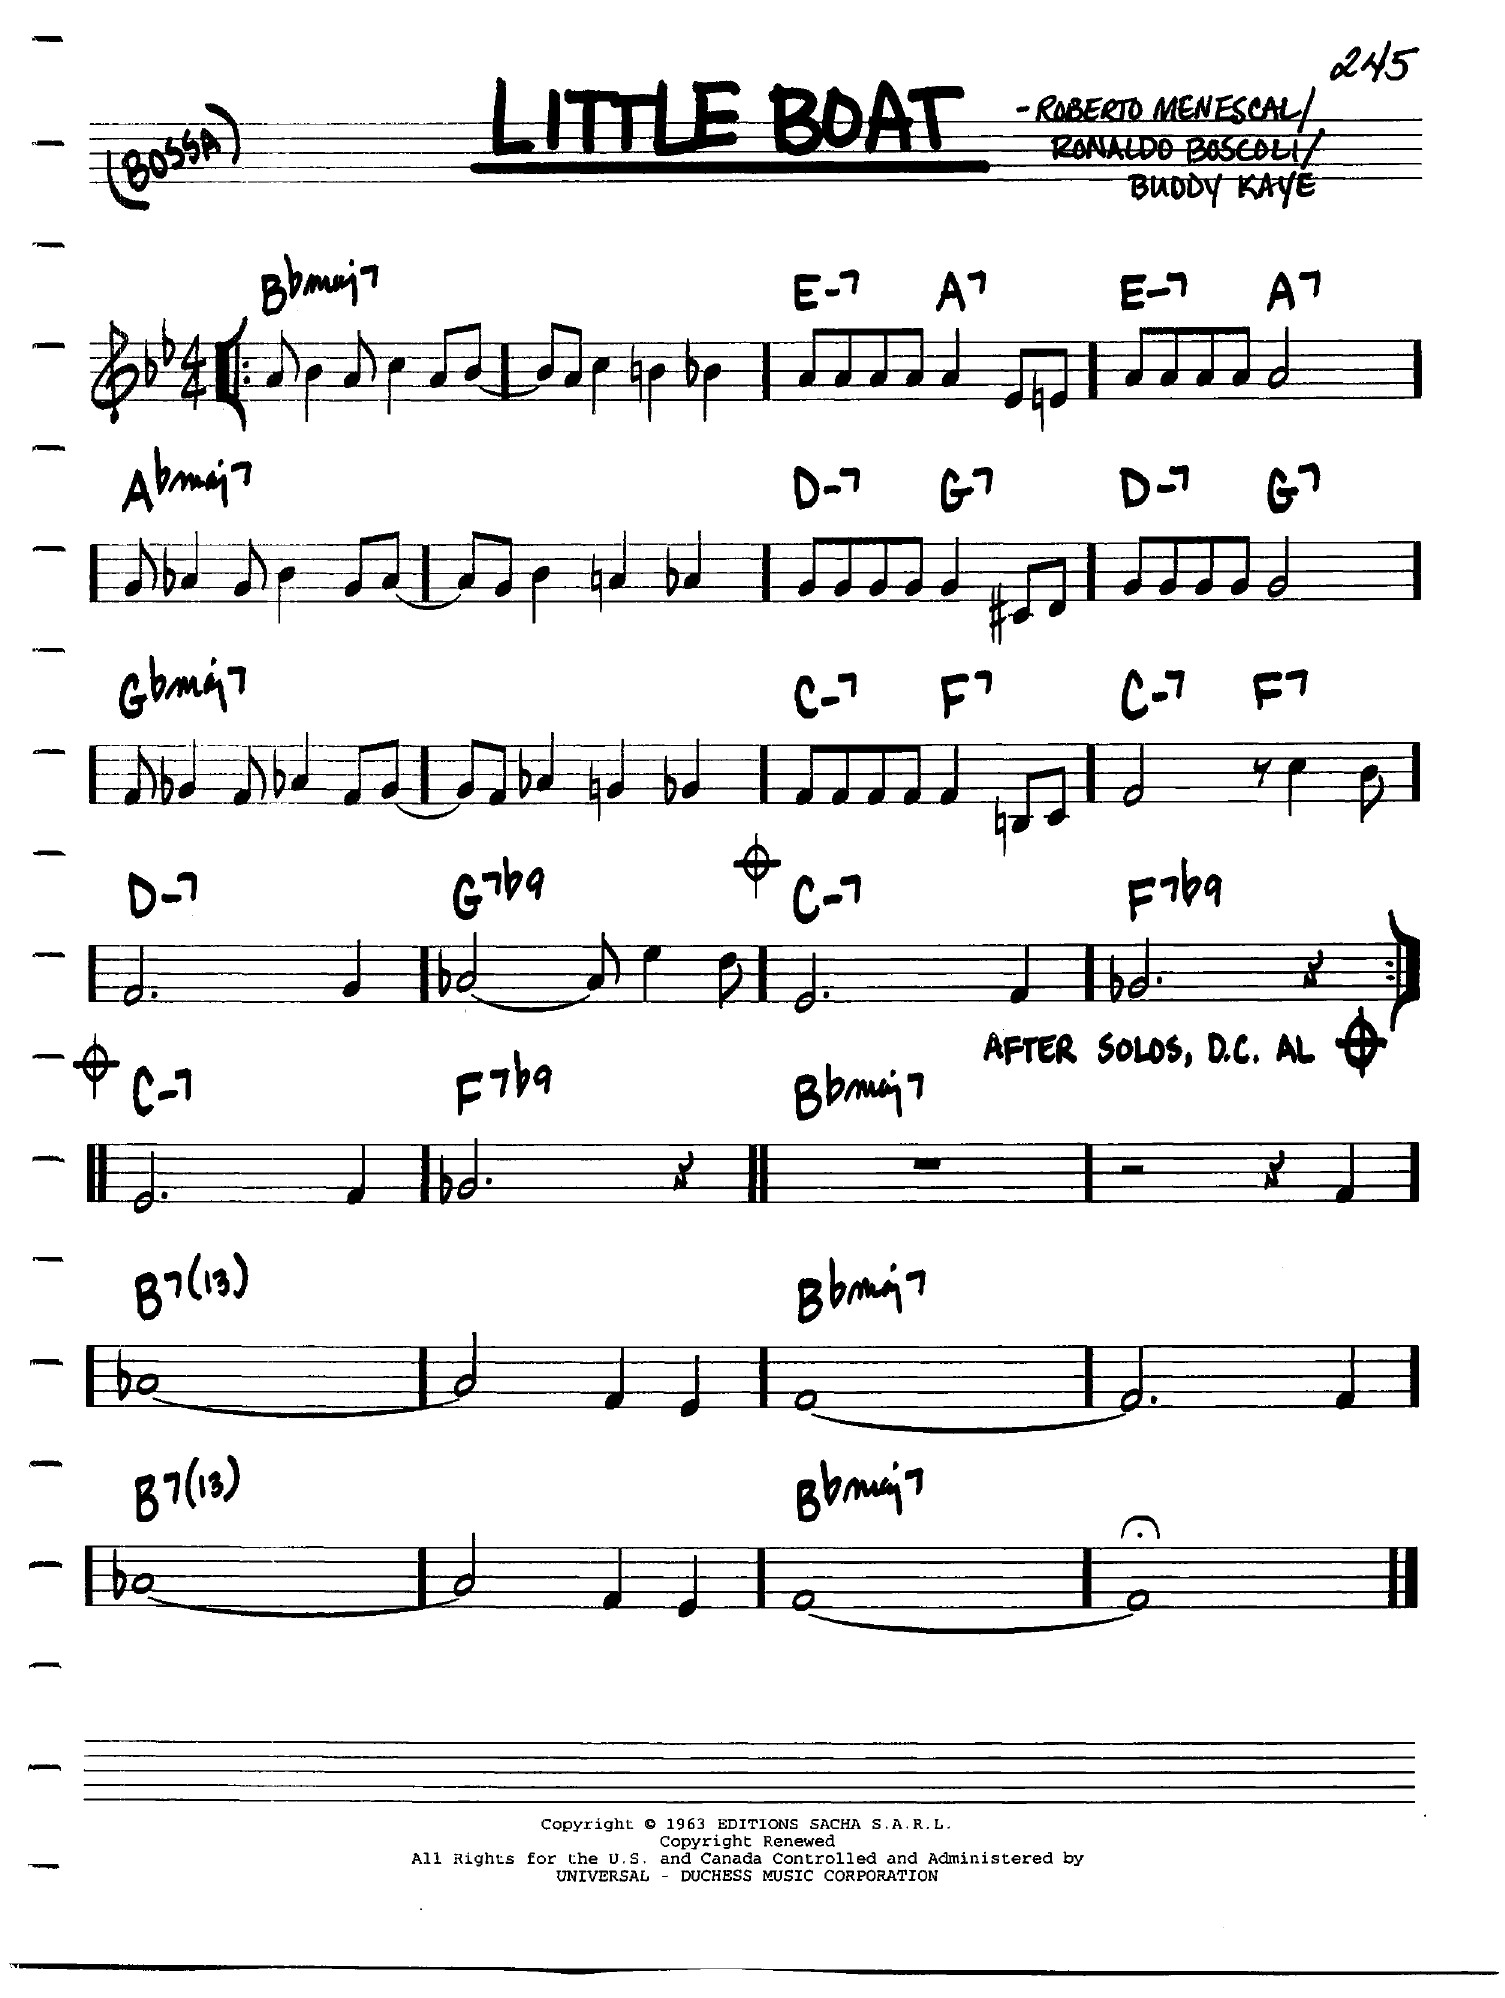 245
LITTLE BOAT
(BOSSA)
- ROBERTO MENESCAL/
RONALDO BOSCOLI/
BUDDY KAYE
Bbmaj7 E-7 A7 E-7 A7
4
4
Abmaj7 D-7 G7 D-7 G7
Gbmaj7 C-7 F7 C-7 F7
D-7 G7b9 C-7 F7b9
AFTER SOLOS, D.C. AL
C-7 F7b9 Bbmaj7
B7(13) Bbmaj7
B7(13) Bbmaj7
Copyright © 1963 EDITIONS SACHA S.A.R.L.
Copyright Renewed
All Rights for the U.S. and Canada Controlled and Administered by
UNIVERSAL - DUCHESS MUSIC CORPORATION